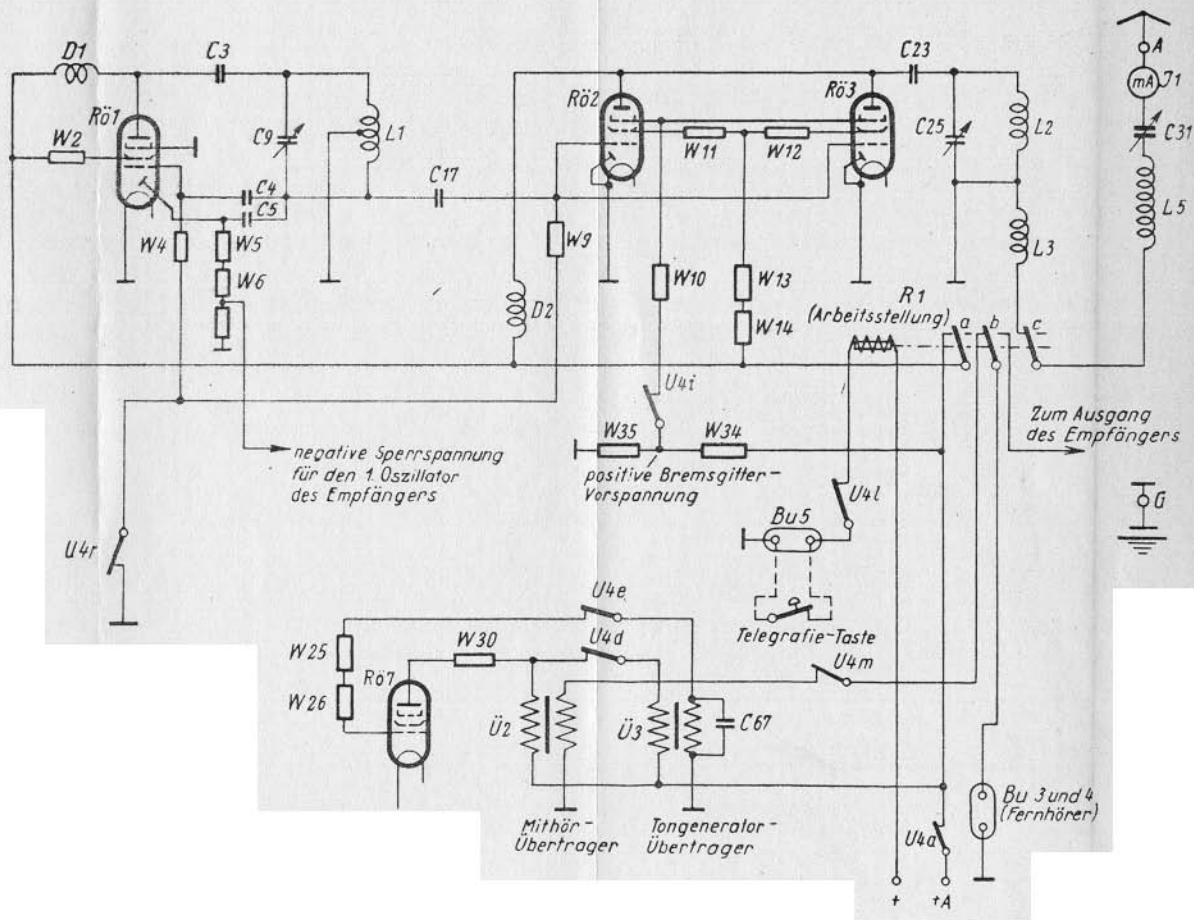 D1
C3
Rö1
W2
C9
L1
C4
C5
W4
W5
W6
C17
Rö2
Rö3
W11
W12
W9
W10
W13
W14
D2
C23
C25
L2
L3
A
mA
J1
C31
L5
R1
(Arbeitsstellung)
a
b
c
U4i
W35
W34
positive Bremsgitter-
Vorspannung
negative Sperrspannung
für den 1. Oszillator
des Empfängers
Zum Ausgang
des Empfängers
G
U4l
Bu5
Telegrafie-Taste
U4r
U4e
U4d
W25
W26
W30
Rö7
U4m
Ü2
Ü3
C67
Mithör-
Übertrager
Tongenerator-
Übertrager
U4a
Bu 3 und 4
(Fernhörer)
+
+A